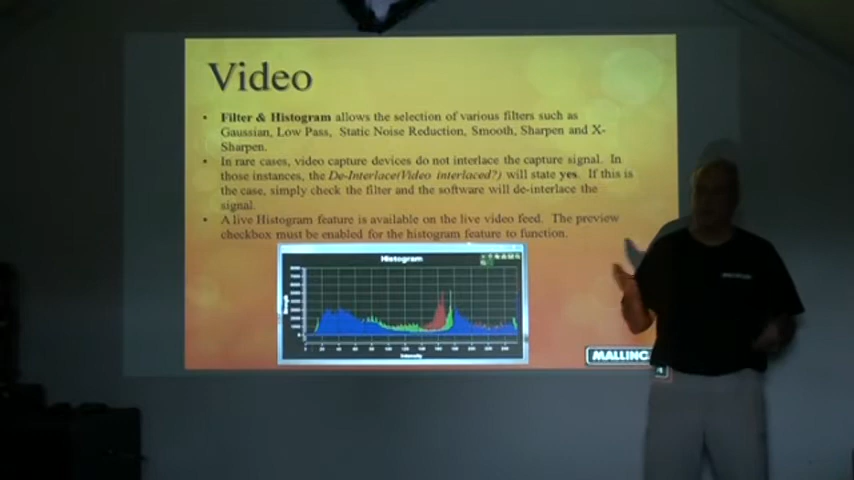 Video
• Filter & Histogram allows the selection of various filters such as
Gaussian, Low Pass, Static Noise Reduction, Smooth, Sharpen and X-
Sharpen.
• In rare cases, video capture devices do not interlace the capture signal. In
those instances, the De-Interlace(Video interlaced?) will state yes. If this is
the case, simply check the filter and the software will de-interlace the
signal.
• A live Histogram feature is available on the live video feed. The preview
checkbox must be enabled for the histogram feature to function.
Histogram
Intensity
MALLINC